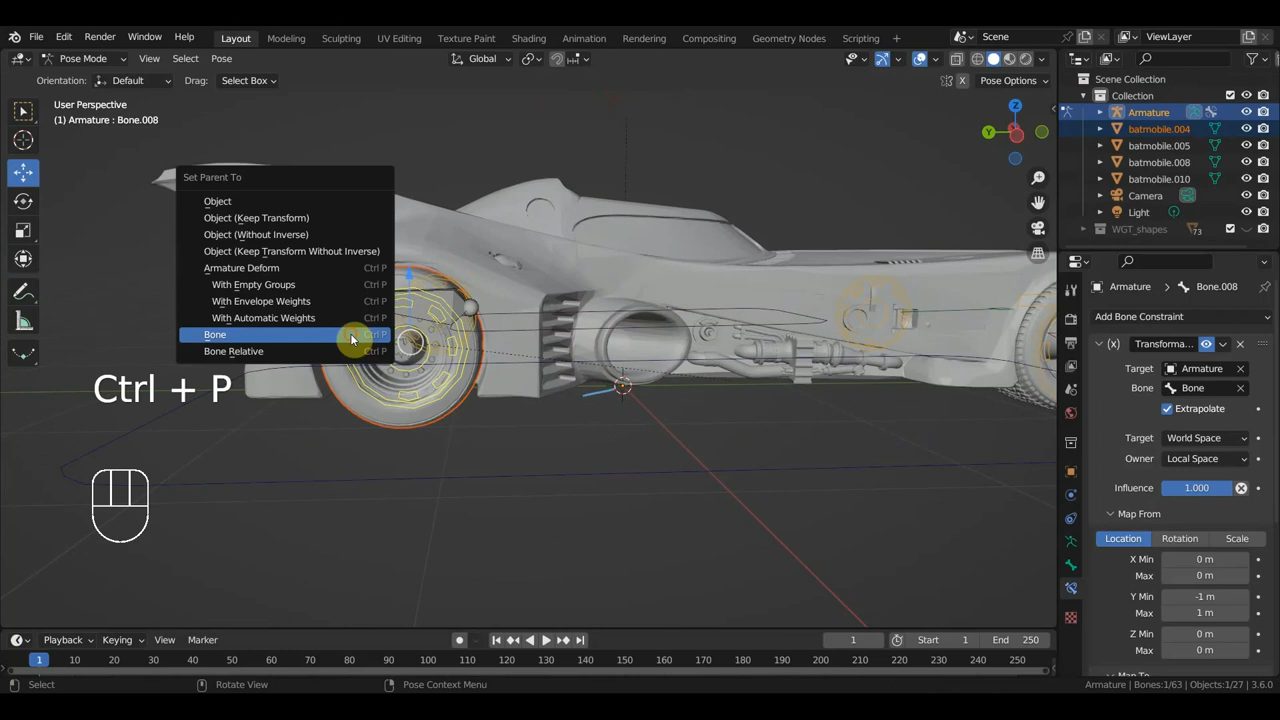 File Edit Render Window Help Layout Modeling Sculpting UV Editing Texture Paint Shading Animation Rendering Compositing Geometry Nodes Scripting + Scene ViewLayer
Pose Mode View Select Pose Global Pose Options
Orientation: Default Drag: Select Box X
User Perspective
(1) Armature : Bone.008
Set Parent To
Object
Object (Keep Transform)
Object (Without Inverse)
Object (Keep Transform Without Inverse)
Armature Deform Ctrl P
With Empty Groups Ctrl P
With Envelope Weights Ctrl P
With Automatic Weights Ctrl P
Bone Ctrl P
Bone Relative Ctrl P
Ctrl + P
Z
Y
Scene Collection
Collection
Armature
batmobile.004
batmobile.005
batmobile.008
batmobile.010
Camera
Light
WGT_shapes 73
Armature Bone.008
Add Bone Constraint
Transforma...
Target Armature
Bone Bone
Extrapolate
Target World Space
Owner Local Space
Influence 1.000
Map From
Location Rotation Scale
X Min 0 m
Max 0 m
Y Min -1 m
Max 1 m
Z Min 0 m
Max 0 m
Map To
Playback Keying View Marker 1 Start 1 End 250
1 10 20 30 40 50 60 70 80 90 100 110 120 130 140 150 160 170 180 190 200 210 220 230 240 250
Select Rotate View Pose Context Menu Armature | Bones:1/63 | Objects:1/27 | 3.6.0